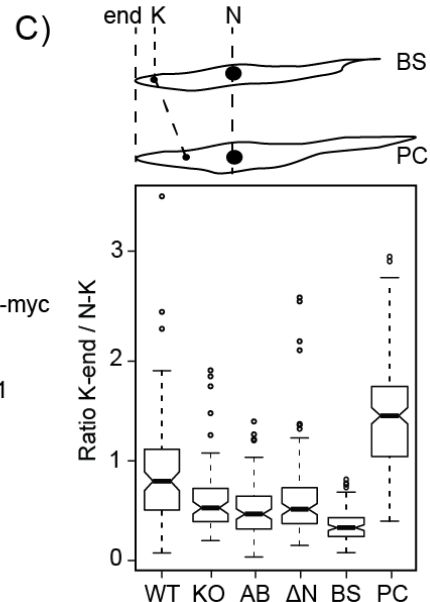 C)
end K N
BS
PC
3
-myc
2
1
1
0
Ratio K-end / N-K
WT KO AB ΔN BS PC